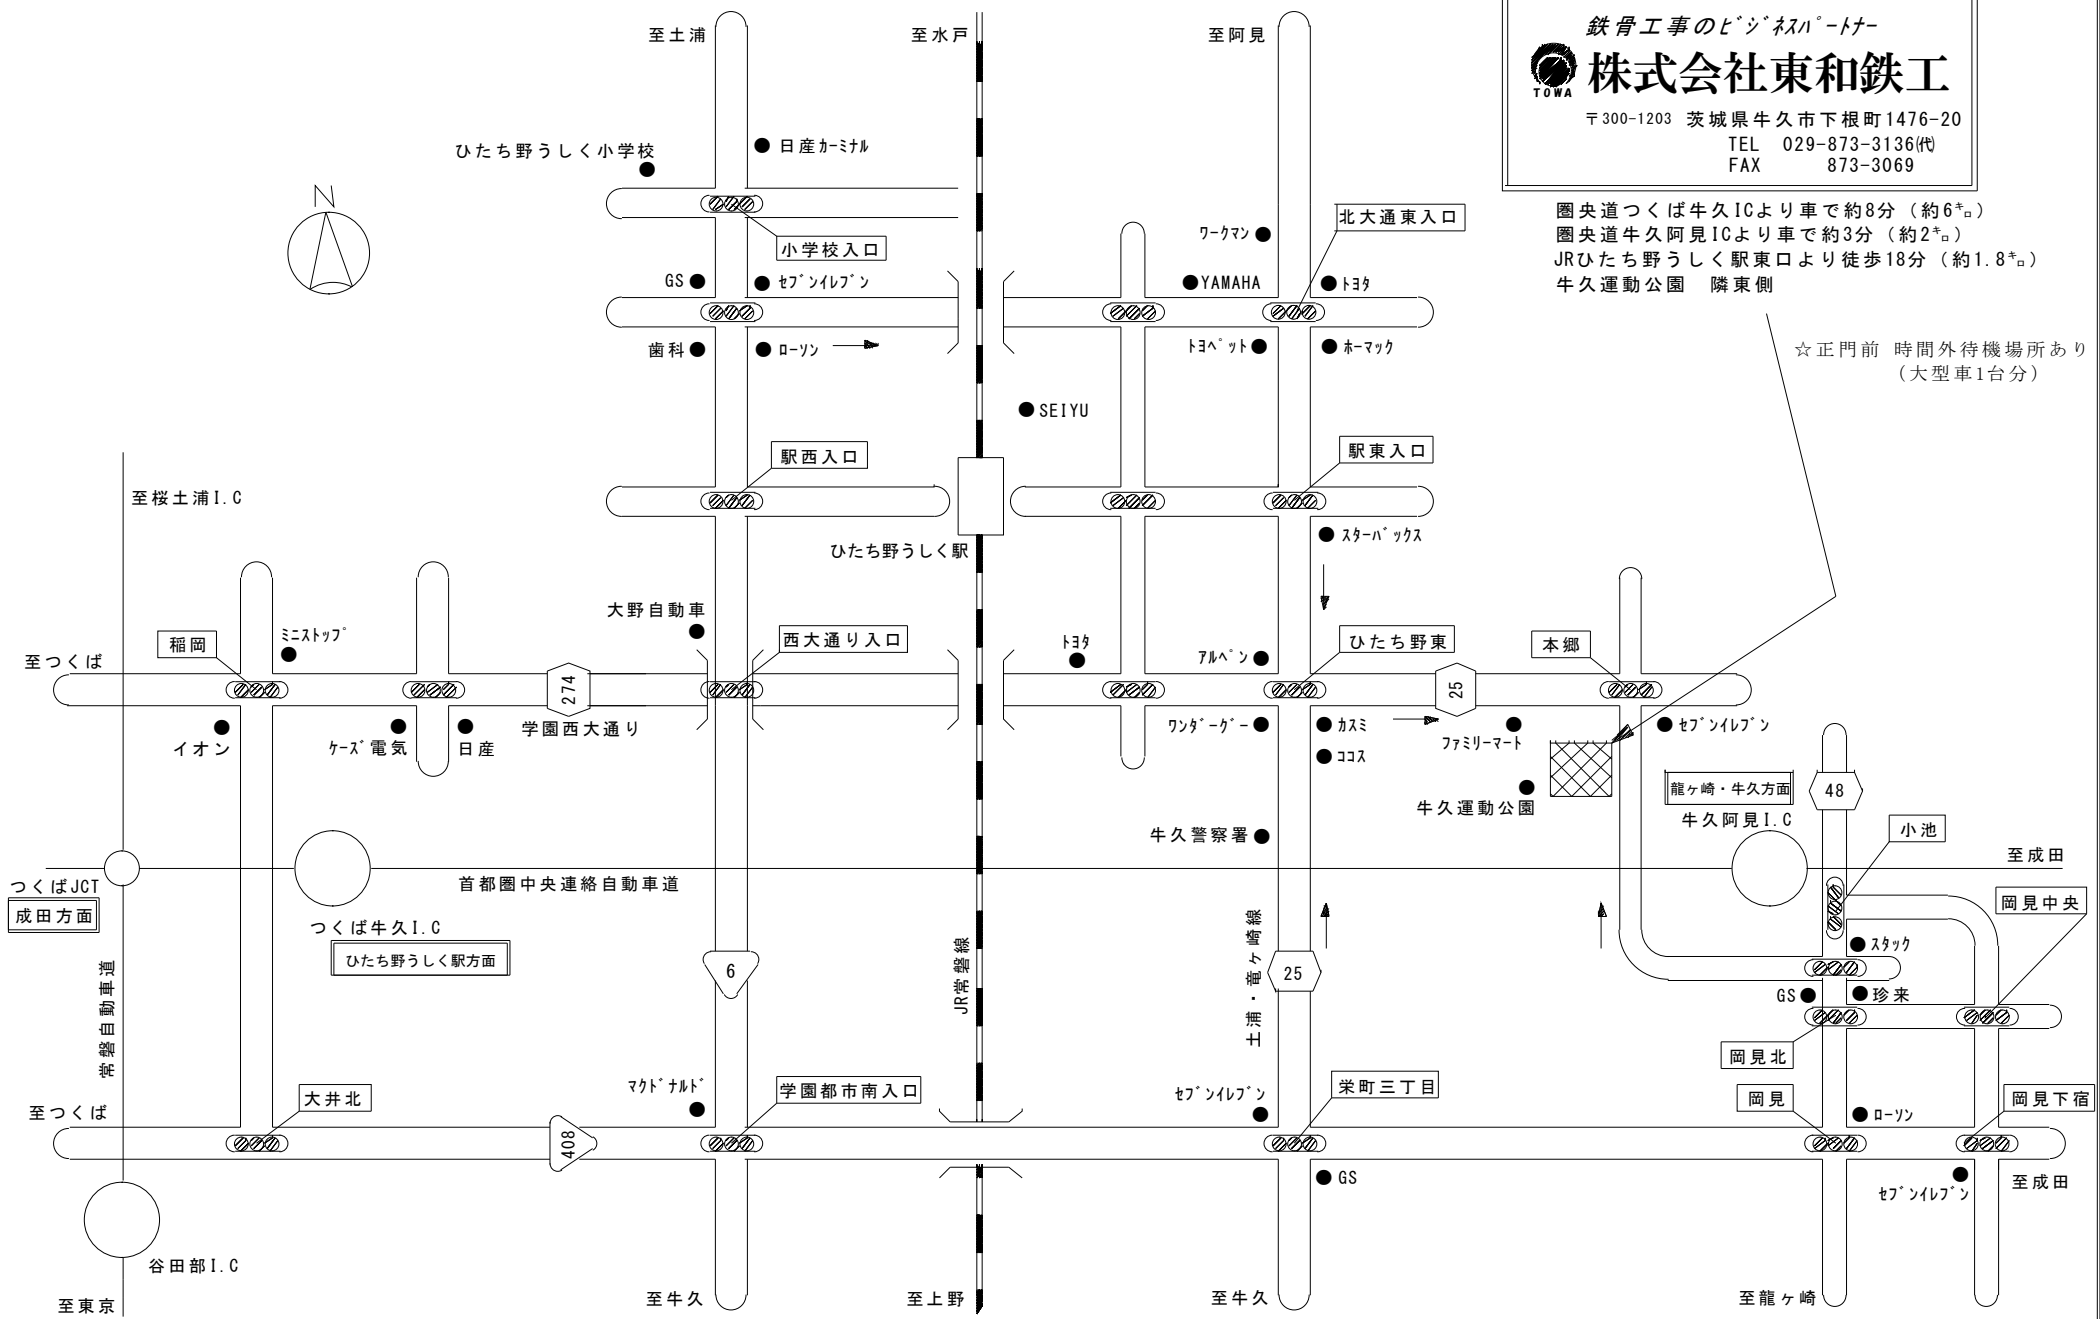 鉄骨工事のﾋﾞｼﾞﾈｽﾊﾟｰﾄﾅｰ
TOWA
株式会社東和鉄工
〒300-1203 茨城県牛久市下根町1476-20
TEL 029-873-3136㈹
FAX 873-3069
圏央道つくば牛久ICより車で約8分（約6㌔）
圏央道牛久阿見ICより車で約3分（約2㌔）
JRひたち野うしく駅東口より徒歩18分（約1.8㌔）
牛久運動公園 隣東側
☆正門前 時間外待機場所あり
（大型車1台分）
至土浦
至水戸
至阿見
ひたち野うしく小学校
日産ｶｰﾐﾅﾙ
N
小学校入口
北大通東入口
ﾜｰｸﾏﾝ
GS
ｾﾌﾞﾝｲﾚﾌﾞﾝ
YAMAHA
ﾄﾖﾀ
歯科
ﾛｰｿﾝ
ﾄﾖﾍﾟｯﾄ
ﾎｰﾏｯｸ
SEIYU
駅西入口
駅東入口
至桜土浦I.C
ｽﾀｰﾊﾞｯｸｽ
ひたち野うしく駅
大野自動車
稲岡
ﾐﾆｽﾄｯﾌﾟ
西大通り入口
ﾄﾖﾀ
ｱﾙﾍﾟﾝ
ひたち野東
本郷
至つくば
274
25
学園西大通り
イオン
ｹｰｽﾞ電気
日産
ﾜﾝﾀﾞｰｸﾞｰ
ｶｽﾐ
ｺｺｽ
ﾌｧﾐﾘｰﾏｰﾄ
ｾﾌﾞﾝｲﾚﾌﾞﾝ
牛久運動公園
龍ヶ崎・牛久方面
48
牛久阿見I.C
牛久警察署
小池
至成田
つくばJCT
成田方面
首都圏中央連絡自動車道
つくば牛久I.C
ひたち野うしく駅方面
岡見中央
ｽﾀｯｸ
常磐自動車道
6
JR常磐線
土浦・竜ヶ崎線
25
GS
珍来
岡見北
大井北
ﾏｸﾄﾞﾅﾙﾄﾞ
学園都市南入口
ｾﾌﾞﾝｲﾚﾌﾞﾝ
栄町三丁目
岡見
ﾛｰｿﾝ
岡見下宿
至つくば
408
GS
ｾﾌﾞﾝｲﾚﾌﾞﾝ
至成田
谷田部I.C
至東京
至牛久
至上野
至牛久
至龍ヶ崎